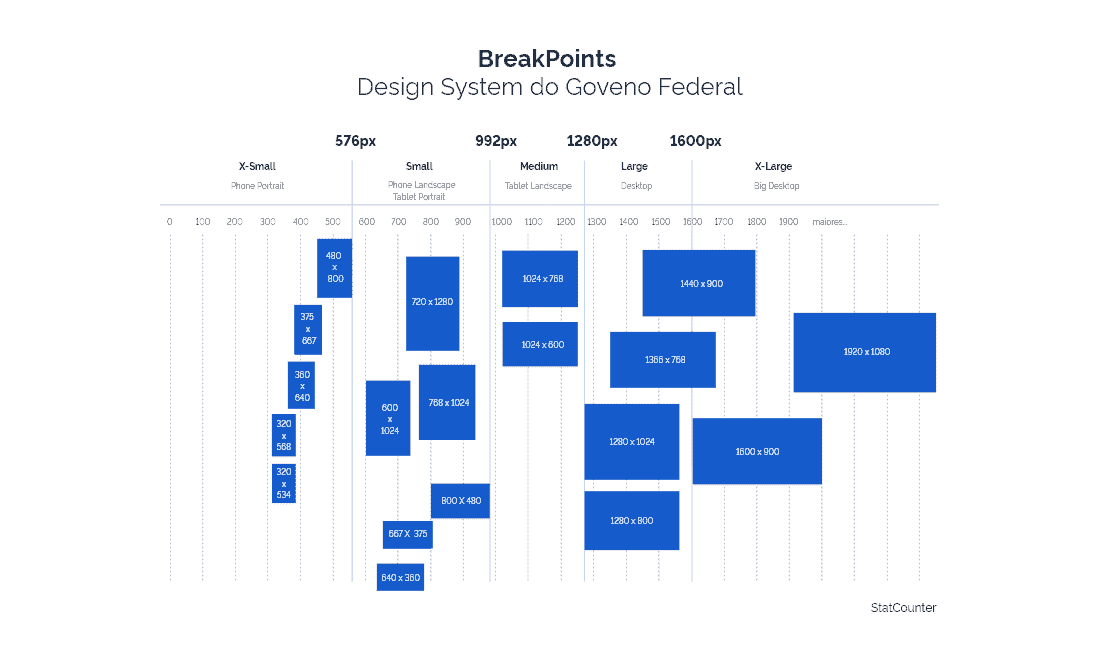 BreakPoints
Design System do Goveno Federal
576px 992px 1280px 1600px
X-Small Small Medium Large X-Large
Phone Portrait Phone Landscape Tablet Landscape Desktop Big Desktop
Tablet Portrait
0 100 200 300 400 500 600 700 800 900 1000 1100 1200 1300 1400 1500 1600 1700 1800 1900 maiores..
480
x
800
375
x
667
360
x
640
320
x
568
320
x
534
720 x 1280
600
x
1024
768 x 1024
800 X 480
667 X 375
640 x 360
1024 x 768
1024 x 600
1440 x 900
1366 x 768
1280 x 1024
1280 x 800
1600 x 900
1920 x 1080
StatCounter